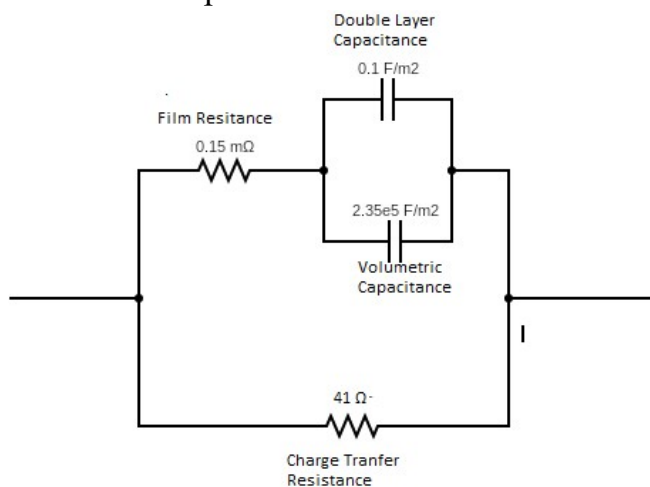 Double Layer
Capacitance
0.1 F/m2
Film Resitance
0.15 mΩ
2.35e5 F/m2
Volumetric
Capacitance
I
41 Ω
Charge Tranfer
Resistance